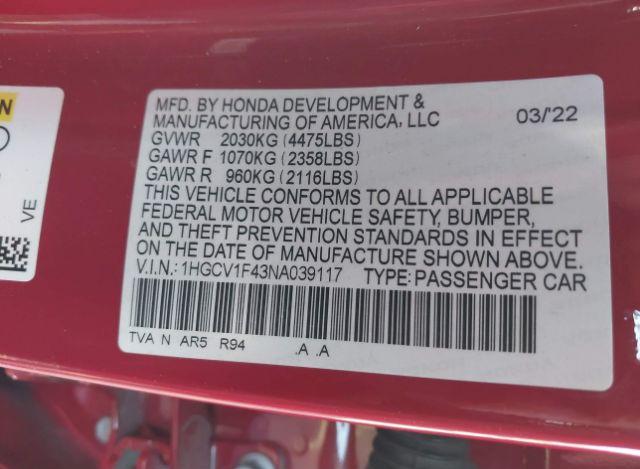 MFD. BY HONDA DEVELOPMENT &
MANUFACTURING OF AMERICA, LLC 03/'22
GVWR 2030KG (4475LBS)
GAWR F 1070KG (2358LBS)
GAWR R 960KG (2116LBS)
THIS VEHICLE CONFORMS TO ALL APPLICABLE
FEDERAL MOTOR VEHICLE SAFETY, BUMPER,
AND THEFT PREVENTION STANDARDS IN EFFECT
ON THE DATE OF MANUFACTURE SHOWN ABOVE.
V.I.N.: 1HGCV1F43NA039117 TYPE: PASSENGER CAR
TVA N AR5 R94 .A .A
VE